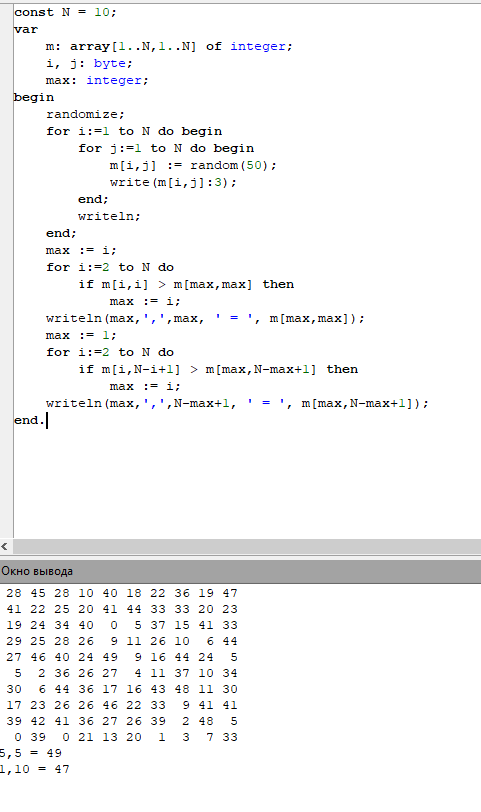 const N = 10;
var
    m: array[1..N,1..N] of integer;
    i, j: byte;
    max: integer;
begin
    randomize;
    for i:=1 to N do begin
        for j:=1 to N do begin
            m[i,j] := random(50);
            write(m[i,j]:3);
        end;
        writeln;
    end;
    max := i;
    for i:=2 to N do
        if m[i,i] > m[max,max] then
            max := i;
    writeln(max,',',max, ' = ', m[max,max]);
    max := 1;
    for i:=2 to N do
        if m[i,N-i+1] > m[max,N-max+1] then
            max := i;
    writeln(max,',',N-max+1, ' = ', m[max,N-max+1]);
end.
Окно вывода
 28 45 28 10 40 18 22 36 19 47
 41 22 25 20 41 44 33 33 20 23
 19 24 34 40  0  5 37 15 41 33
 29 25 28 26  9 11 26 10  6 44
 27 46 40 24 49  9 16 44 24  5
  5  2 36 26 27  4 11 37 10 34
 30  6 44 36 17 16 43 48 11 30
 17 23 26 26 46 22 33  9 41 41
 39 42 41 36 27 26 39  2 48  5
  0 39  0 21 13 20  1  3  7 33
5,5 = 49
1,10 = 47